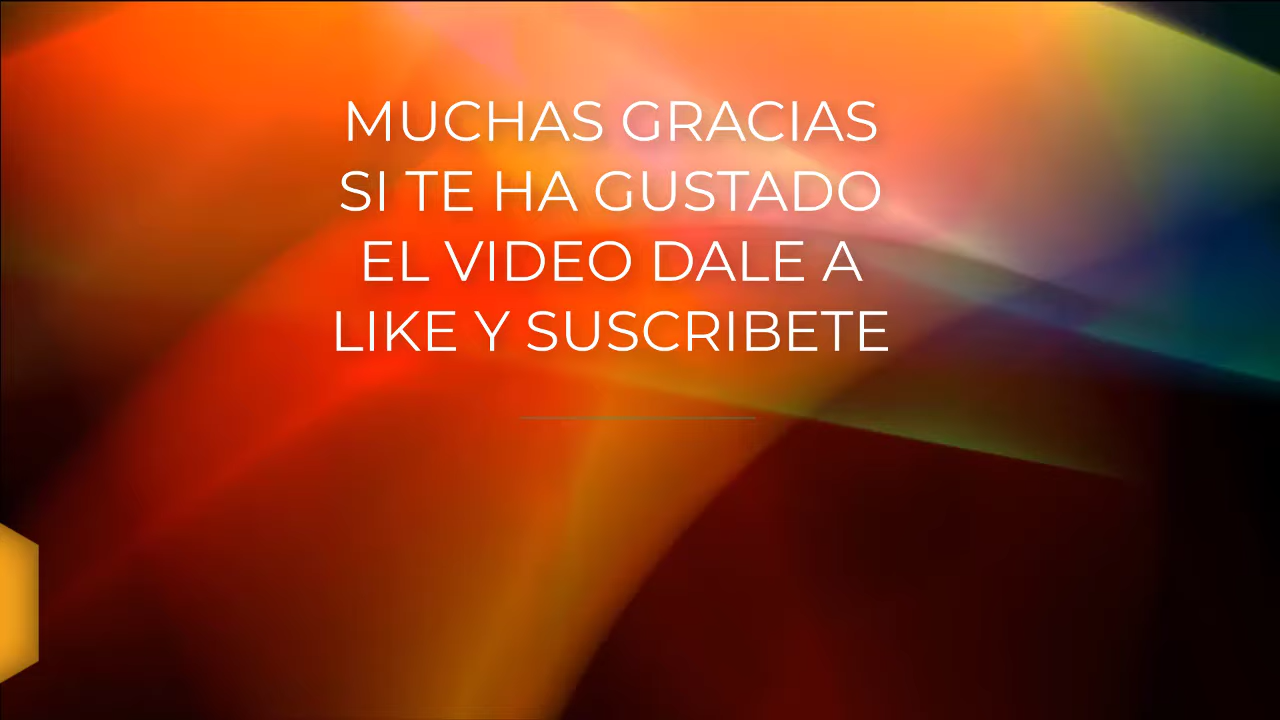 MUCHAS GRACIAS
SI TE HA GUSTADO
EL VIDEO DALE A
LIKE Y SUSCRIBETE